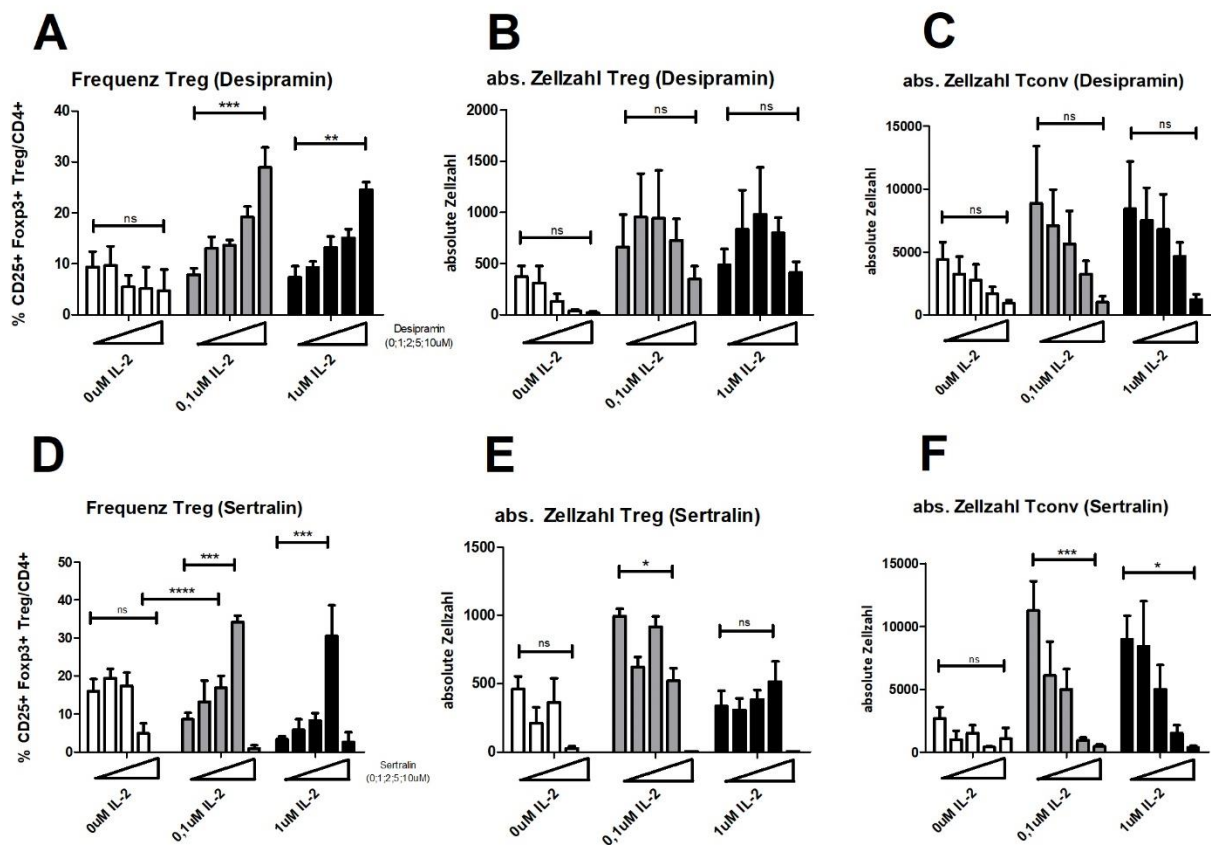 A
Frequenz Treg (Desipramin)
% CD25+ Foxp3+ Treg/CD4+
40
30
20
10
0
ns
***
**
0uM IL-2
0,1uM IL-2
1uM IL-2
Desipramin
(0;1;2;5;10uM)
B
abs. Zellzahl Treg (Desipramin)
absolute Zellzahl
2000
1500
1000
500
0
ns
ns
ns
0uM IL-2
0,1uM IL-2
1uM IL-2
C
abs. Zellzahl Tconv (Desipramin)
absolute Zellzahl
15000
10000
5000
0
ns
ns
ns
0uM IL-2
0,1uM IL-2
1uM IL-2
D
Frequenz Treg (Sertralin)
% CD25+ Foxp3+ Treg/CD4+
50
40
30
20
10
0
ns
****
***
***
0uM IL-2
0,1uM IL-2
1uM IL-2
Sertralin
(0;1;2;5;10uM)
E
abs. Zellzahl Treg (Sertralin)
absolute Zellzahl
1500
1000
500
0
ns
*
ns
0uM IL-2
0,1uM IL-2
1uM IL-2
F
abs. Zellzahl Tconv (Sertralin)
absolute Zellzahl
15000
10000
5000
0
ns
***
*
0uM IL-2
0,1uM IL-2
1uM IL-2